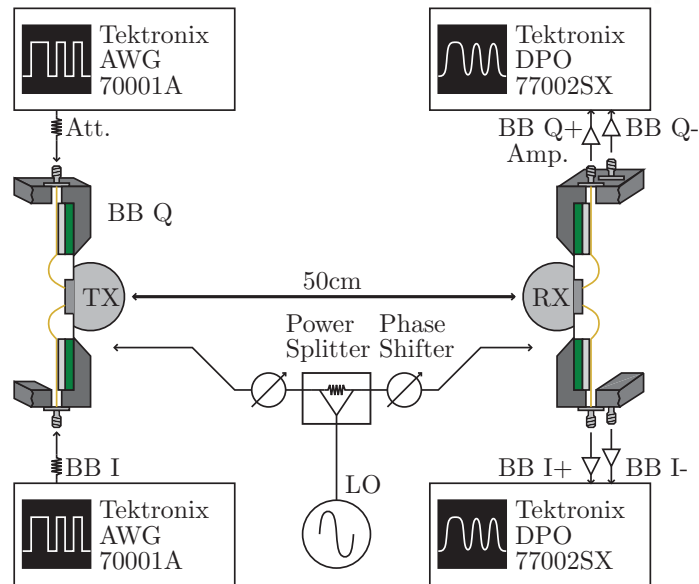 Tektronix
AWG
70001A
Tektronix
DPO
77002SX
Att.
BB Q+
BB Q-
Amp.
BB Q
TX
50cm
RX
Power
Splitter
Phase
Shifter
BB I
LO
BB I+
BB I-
Tektronix
AWG
70001A
Tektronix
DPO
77002SX